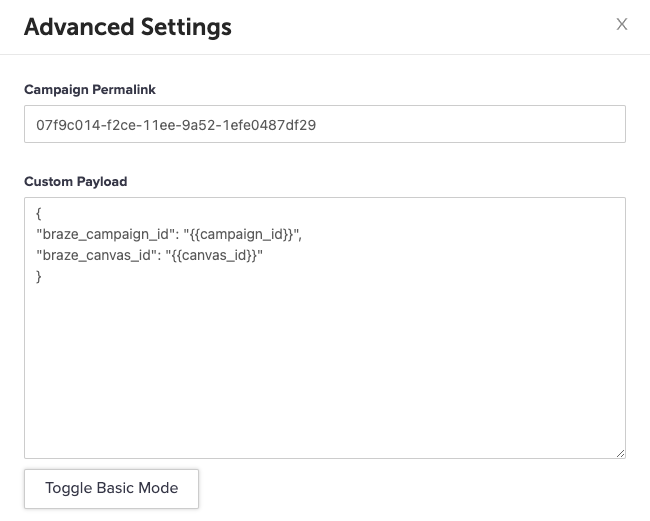 Advanced Settings
X
Campaign Permalink
07f9c014-f2ce-11ee-9a52-1efe0487df29
Custom Payload
{
"braze_campaign_id": "{{campaign_id}}",
"braze_canvas_id": "{{canvas_id}}"
}
Toggle Basic Mode